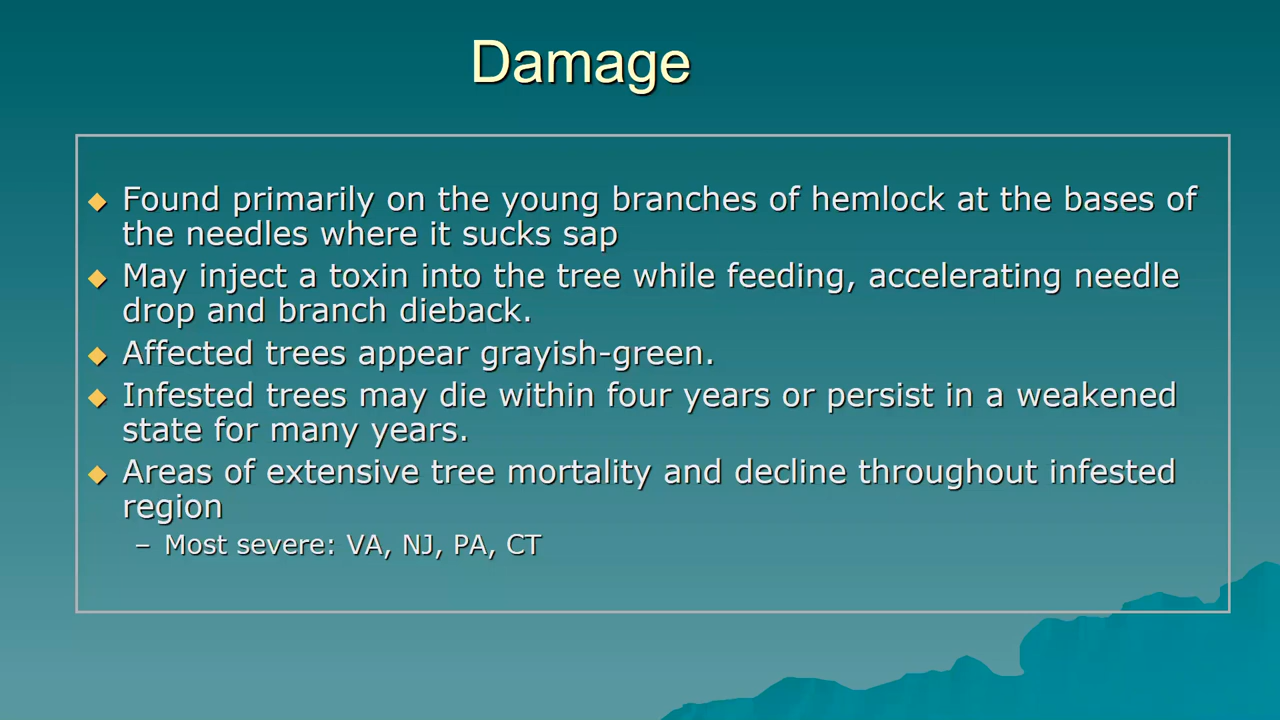 Damage
◆ Found primarily on the young branches of hemlock at the bases of
the needles where it sucks sap
◆ May inject a toxin into the tree while feeding, accelerating needle
drop and branch dieback.
◆ Affected trees appear grayish-green.
◆ Infested trees may die within four years or persist in a weakened
state for many years.
◆ Areas of extensive tree mortality and decline throughout infested
region
– Most severe: VA, NJ, PA, CT